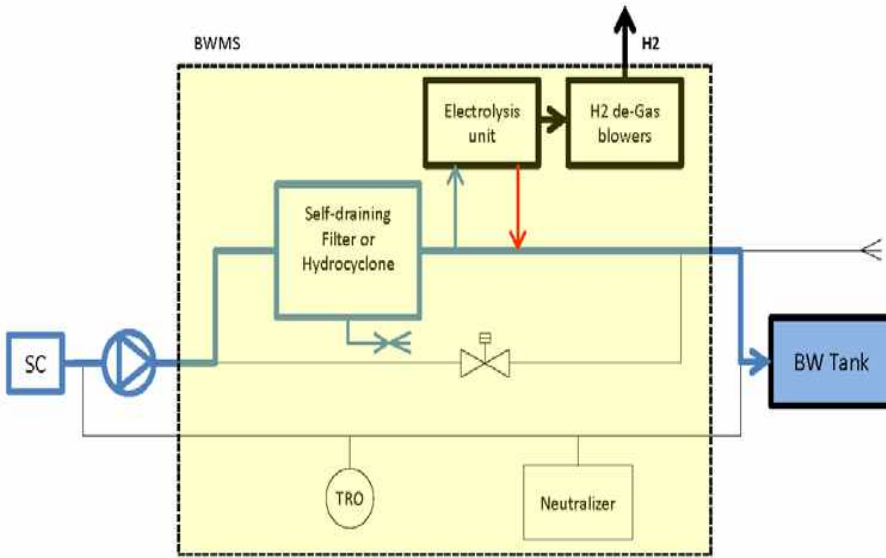 BWMS
H2
Electrolysis
unit
H2 de-Gas
blowers
Self-draining
Filter or
Hydrocyclone
SC
BW Tank
TRO
Neutralizer